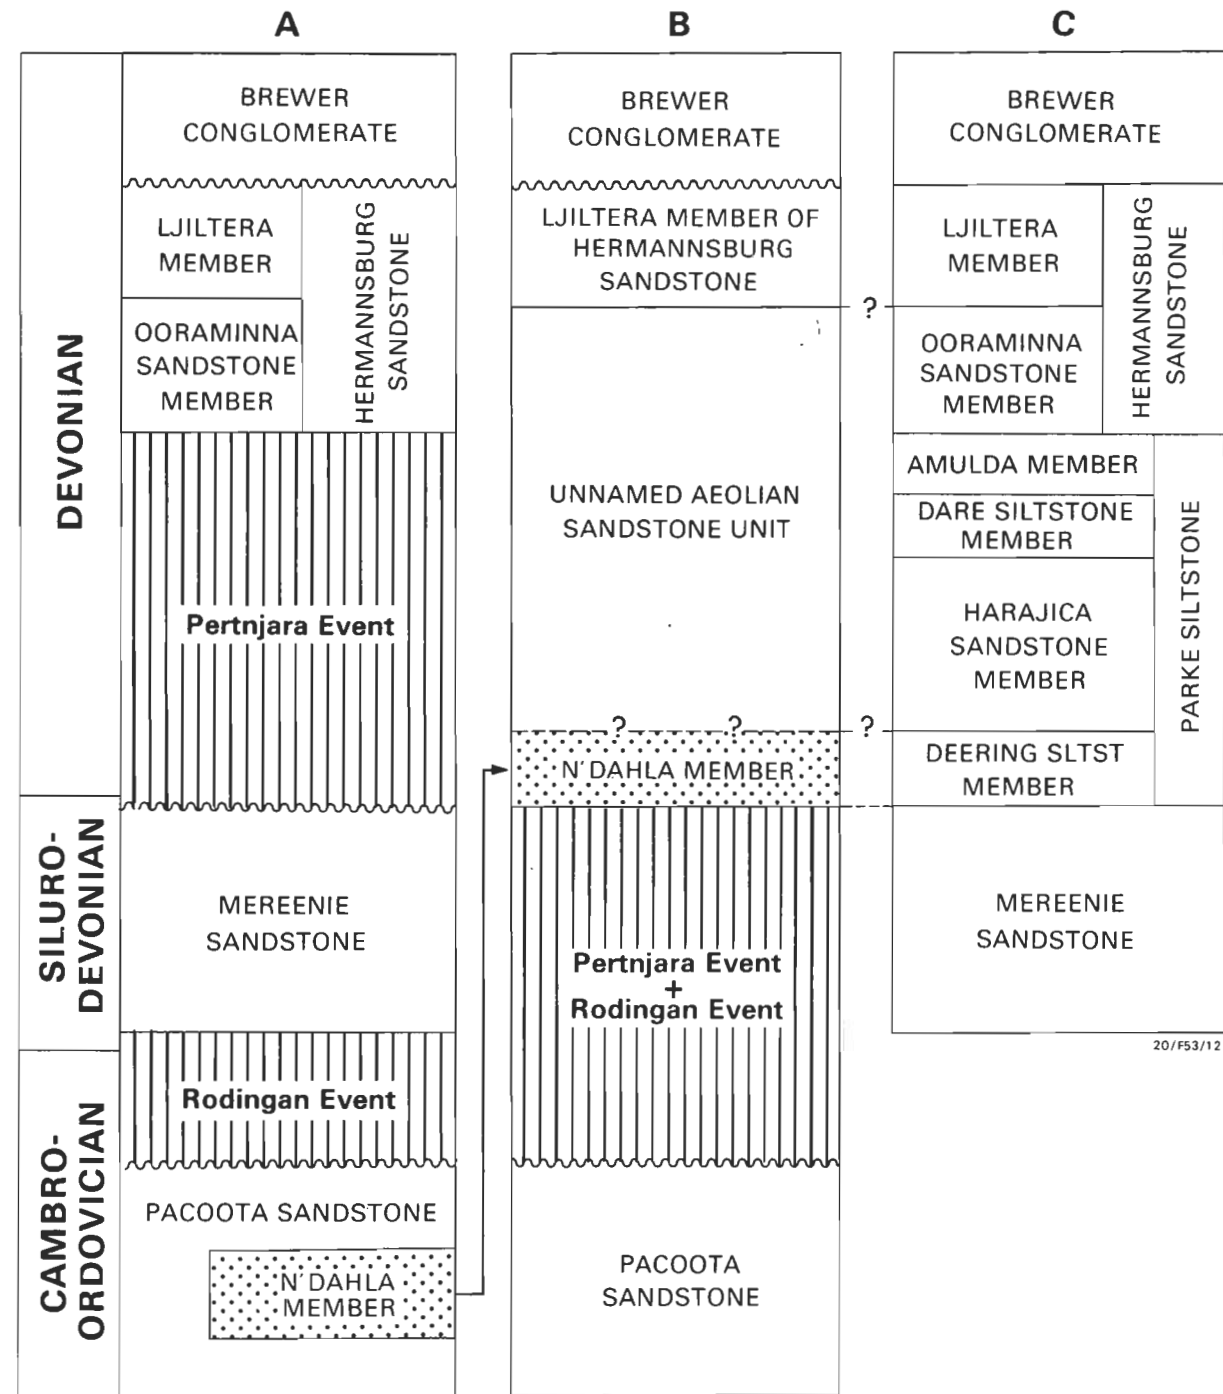 A
B
C
DEVONIAN
SILURO-
DEVONIAN
CAMBRO-
ORDOVICIAN
BREWER
CONGLOMERATE
LJILTERA
MEMBER
OORAMINNA
SANDSTONE
MEMBER
HERMANNSBURG
SANDSTONE
Pertnjara Event
MEREENIE
SANDSTONE
Rodingan Event
PACOOTA SANDSTONE
N'DAHLA
MEMBER
BREWER
CONGLOMERATE
LJILTERA MEMBER OF
HERMANNSBURG
SANDSTONE
UNNAMED AEOLIAN
SANDSTONE UNIT
? ?
N'DAHLA MEMBER
Pertnjara Event
+
Rodingan Event
PACOOTA
SANDSTONE
?
?
BREWER
CONGLOMERATE
LJILTERA
MEMBER
OORAMINNA
SANDSTONE
MEMBER
HERMANNSBURG
SANDSTONE
AMULDA MEMBER
DARE SILTSTONE
MEMBER
HARAJICA
SANDSTONE
MEMBER
DEERING SLTST
MEMBER
PARKE SILTSTONE
MEREENIE
SANDSTONE
20/F53/12